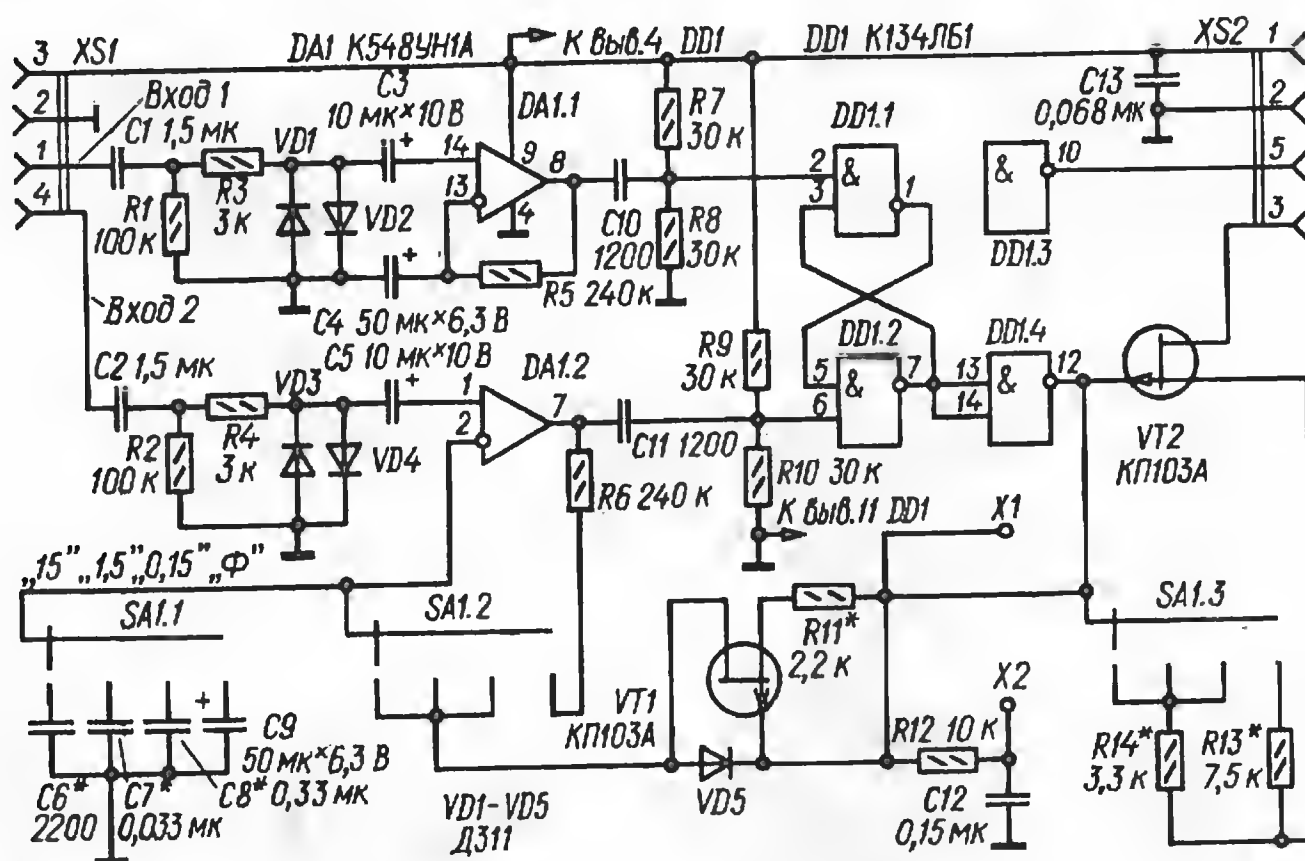 3 XS1 DA1 К548УН1А К выв.4 DD1 DD1 К134ЛБ1 XS2 1
2 Вход 1 C3 DA1.1 C13 2
C1 1,5 мк 10 мк×10 В R7 DD1.1 0,068 мк
1 VD1 14 9 8 30 к 2 & 1 & 10 5
4 R3 13 3
R1 3 к VD2 4 C10 R8 DD1.3 3
100 к 1200 30 к
R5 240 к
Вход 2 C4 50 мк×6,3 В DD1.2 DD1.4
C2 1,5 мк C5 10 мк×10 В R9
VD3 1 DA1.2 30 к 5 & 7 13 & 12
2 7 6 14
R2 R4 VD4 C11 1200 VT2
100 к 3 к R10 30 к КП103А
R6 240 к
К выв.11 DD1 X1
„15” „1,5” „0,15” „Ф”
SA1.1 SA1.2 R11* SA1.3
2,2 к
VT1 X2
КП103А
C9 R12 10 к
50 мк×6,3 В R14* R13*
C6* C7* C8* 0,33 мк VD5 3,3 к 7,5 к
2200 0,033 мк VD1-VD5 C12
Д311 0,15 мк